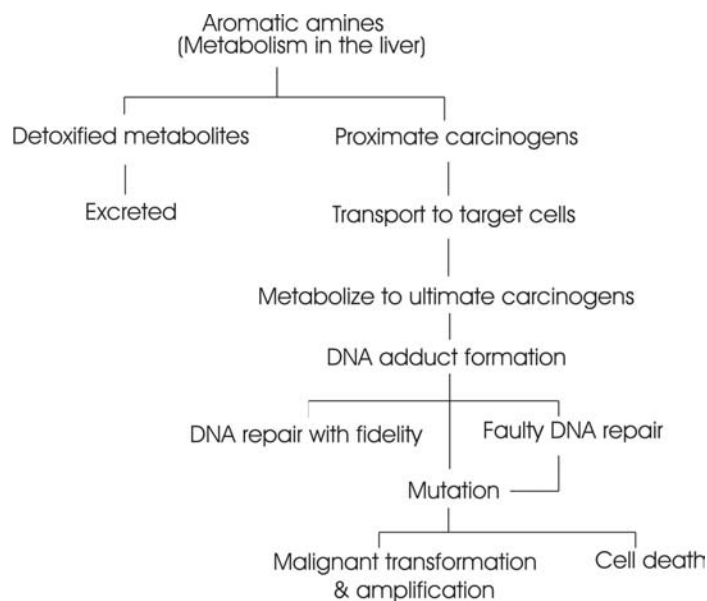 Aromatic amines
(Metabolism in the liver)
Detoxified metabolites
Proximate carcinogens
Excreted
Transport to target cells
Metabolize to ultimate carcinogens
DNA adduct formation
DNA repair with fidelity
Faulty DNA repair
Mutation
Malignant transformation
& amplification
Cell death